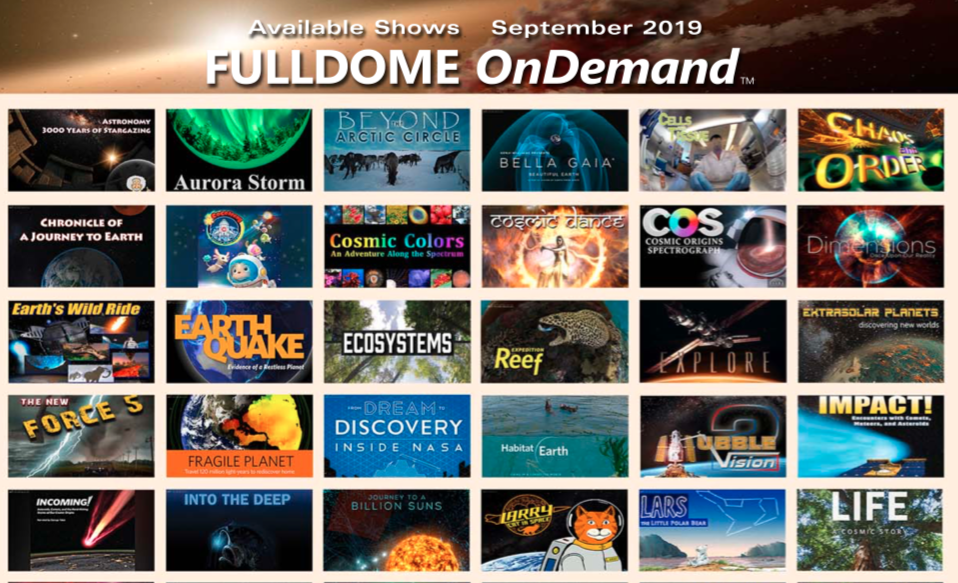 Available Shows September 2019
FULLDOME OnDemand™
ASTRONOMY
3000 YEARS OF STARGAZING
Aurora Storm
BEYOND
THE
ARCTIC CIRCLE
BELLA GAIA
BEAUTIFUL EARTH
CELLS
CHAOS
and
ORDER
CHRONICLE OF
A JOURNEY TO EARTH
Cosmic Colors
An Adventure Along the Spectrum
COSMIC DANCE
COS
COSMIC ORIGINS
SPECTROGRAPH
Dimensions
Earth's Wild Ride
EARTH
QUAKE
Evidence of a Restless Planet
ECOSYSTEMS
EXPEDITION
Reef
EXPLORE
EXTRASOLAR PLANETS
discovering new worlds
THE NEW
FORCE 5
FRAGILE PLANET
FROM DREAM TO
DISCOVERY
INSIDE NASA
Habitat Earth
HUBBLE
Vision
2
IMPACT!
Encounters with Comets,
Meteors, and Asteroids
INCOMING!
INTO THE DEEP
JOURNEY TO A
BILLION SUNS
LARRY
CAT IN SPACE
LARS
the LITTLE POLAR BEAR
LIFE
A COSMIC STORY